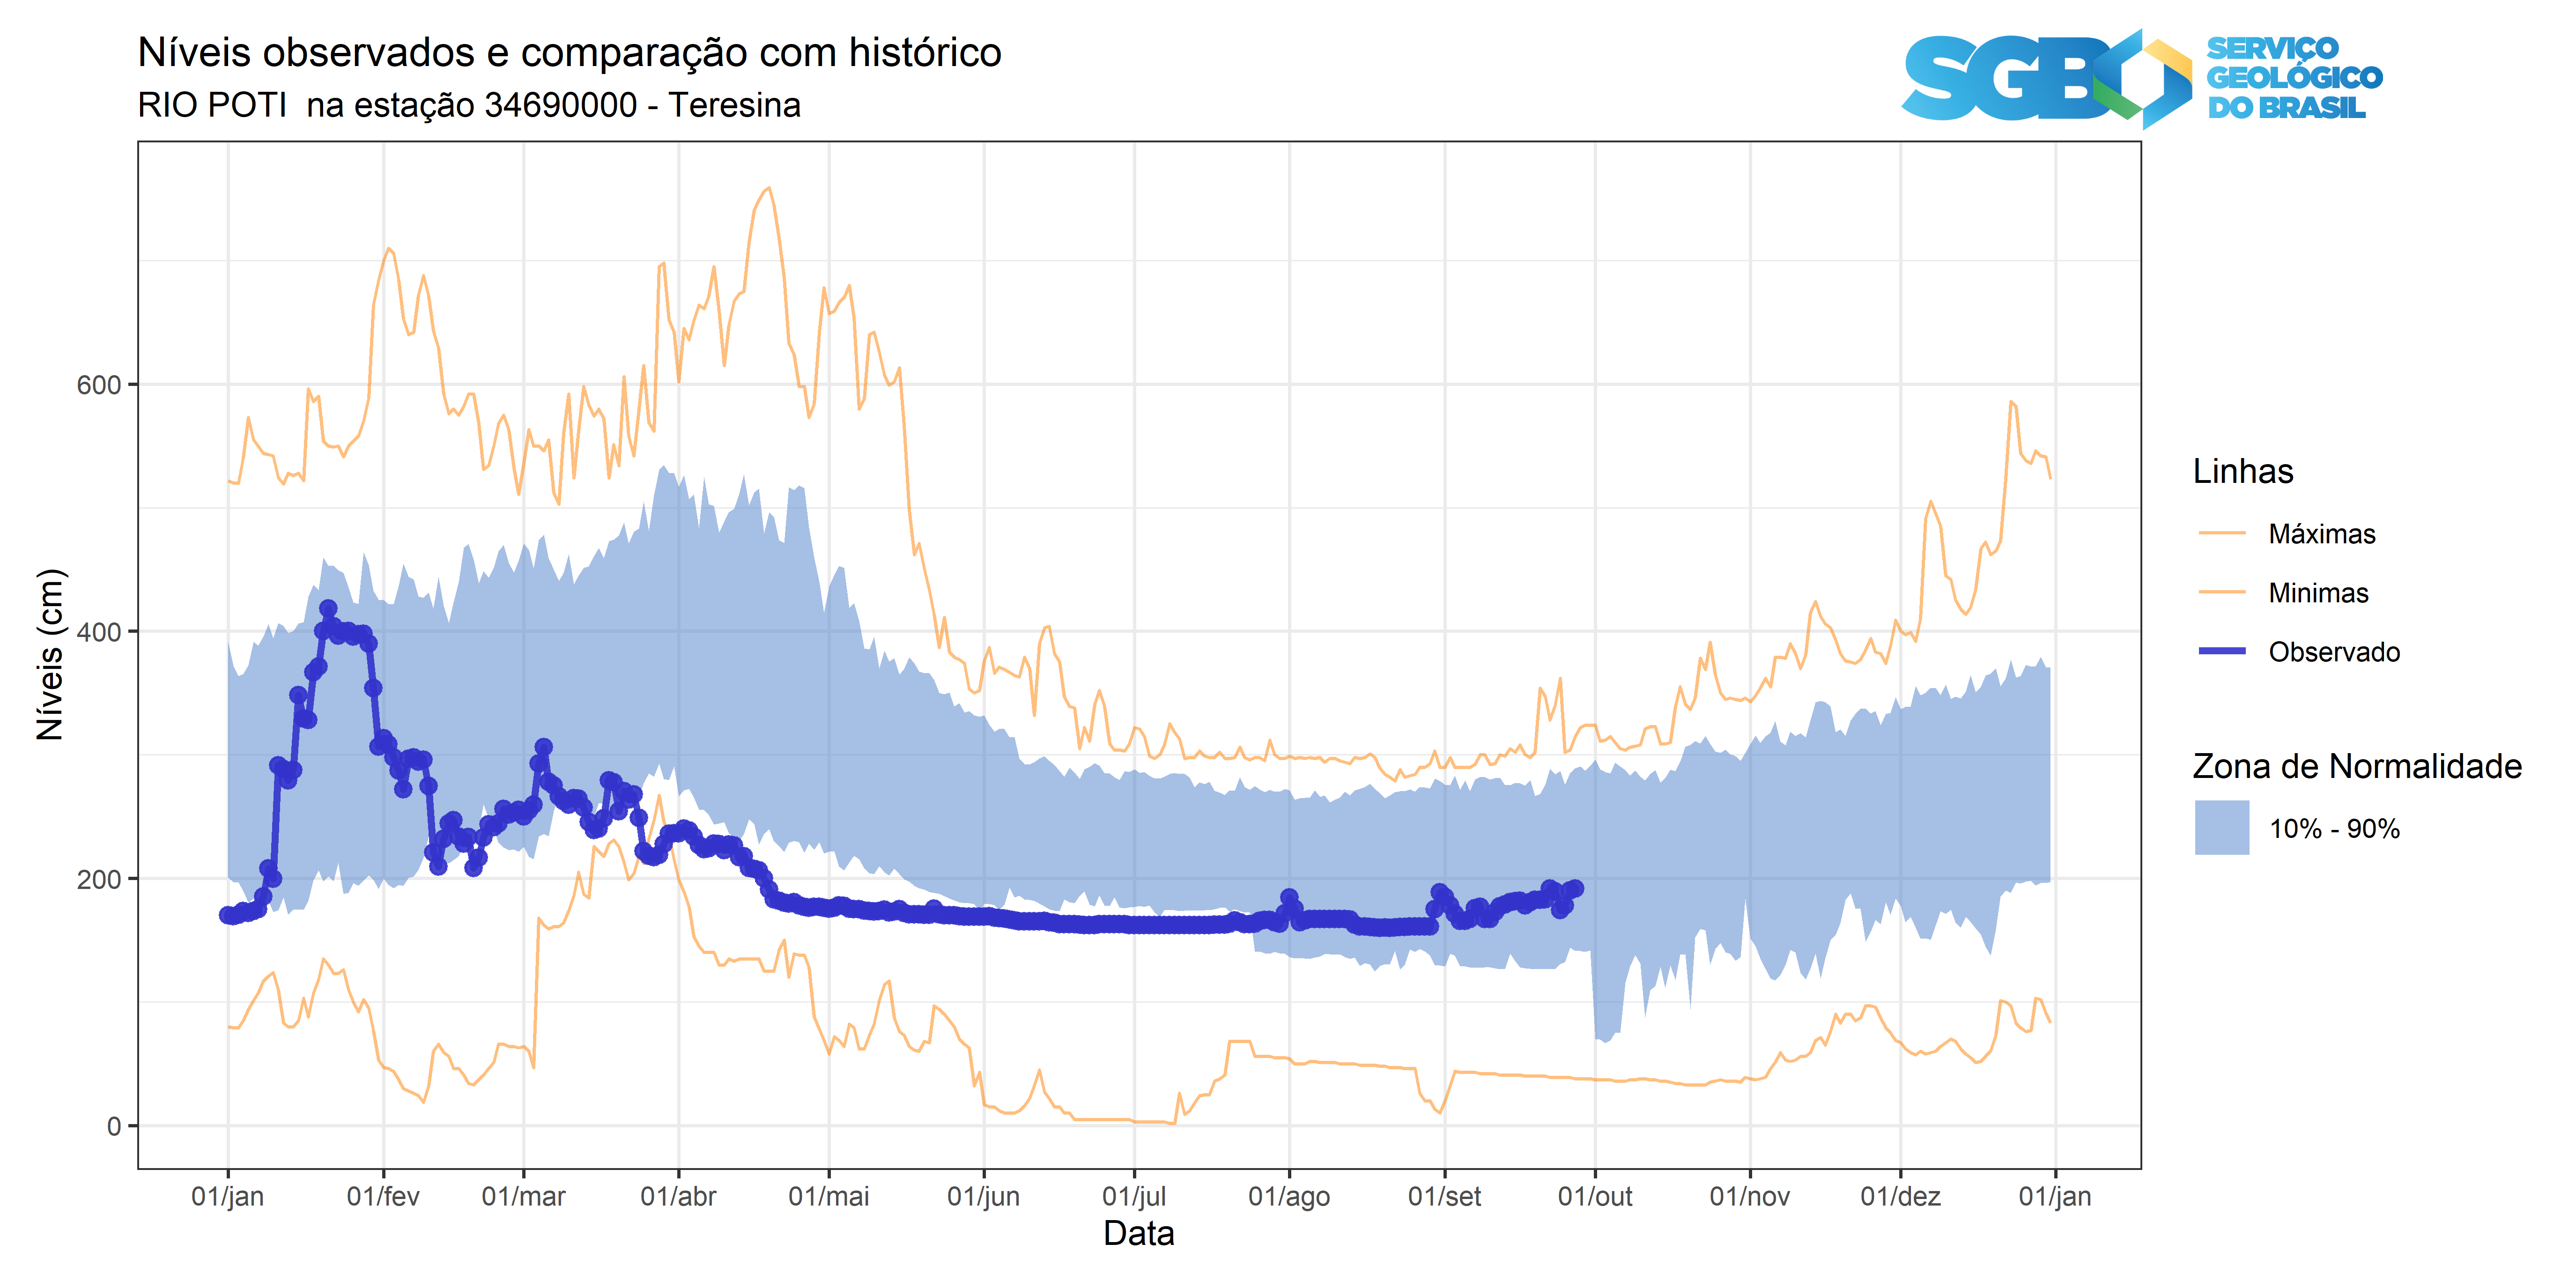 Níveis observados e comparação com histórico
RIO POTI  na estação 34690000 - Teresina
SGB
SERVIÇO
GEOLÓGICO
DO BRASIL
Níveis (cm)
600
400
200
0
01/jan
01/fev
01/mar
01/abr
01/mai
01/jun
01/jul
01/ago
01/set
01/out
01/nov
01/dez
01/jan
Data
Linhas
Máximas
Minimas
Observado
Zona de Normalidade
10% - 90%